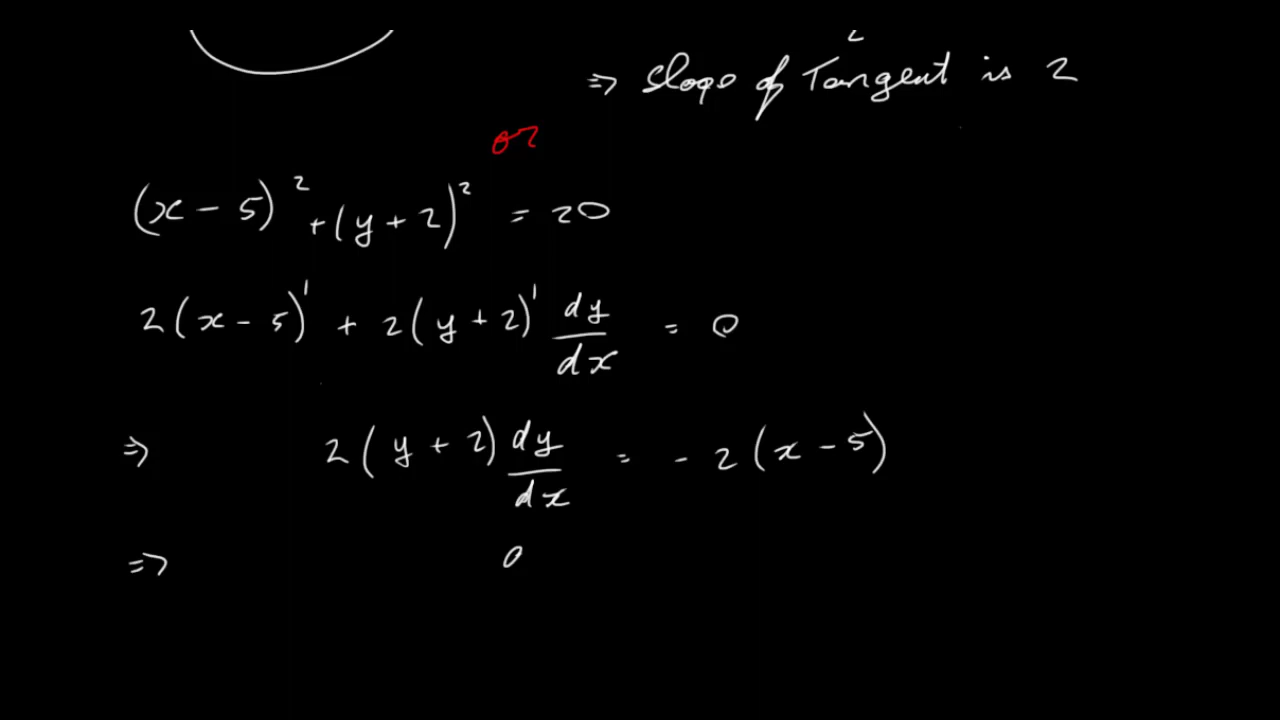 ⇒ Slope of Tangent is 2
or
(x - 5)² + (y + 2)² = 20
2(x - 5)¹ + 2(y + 2)¹ dy/dx = 0
⇒ 2(y + 2) dy/dx = - 2(x - 5)
⇒